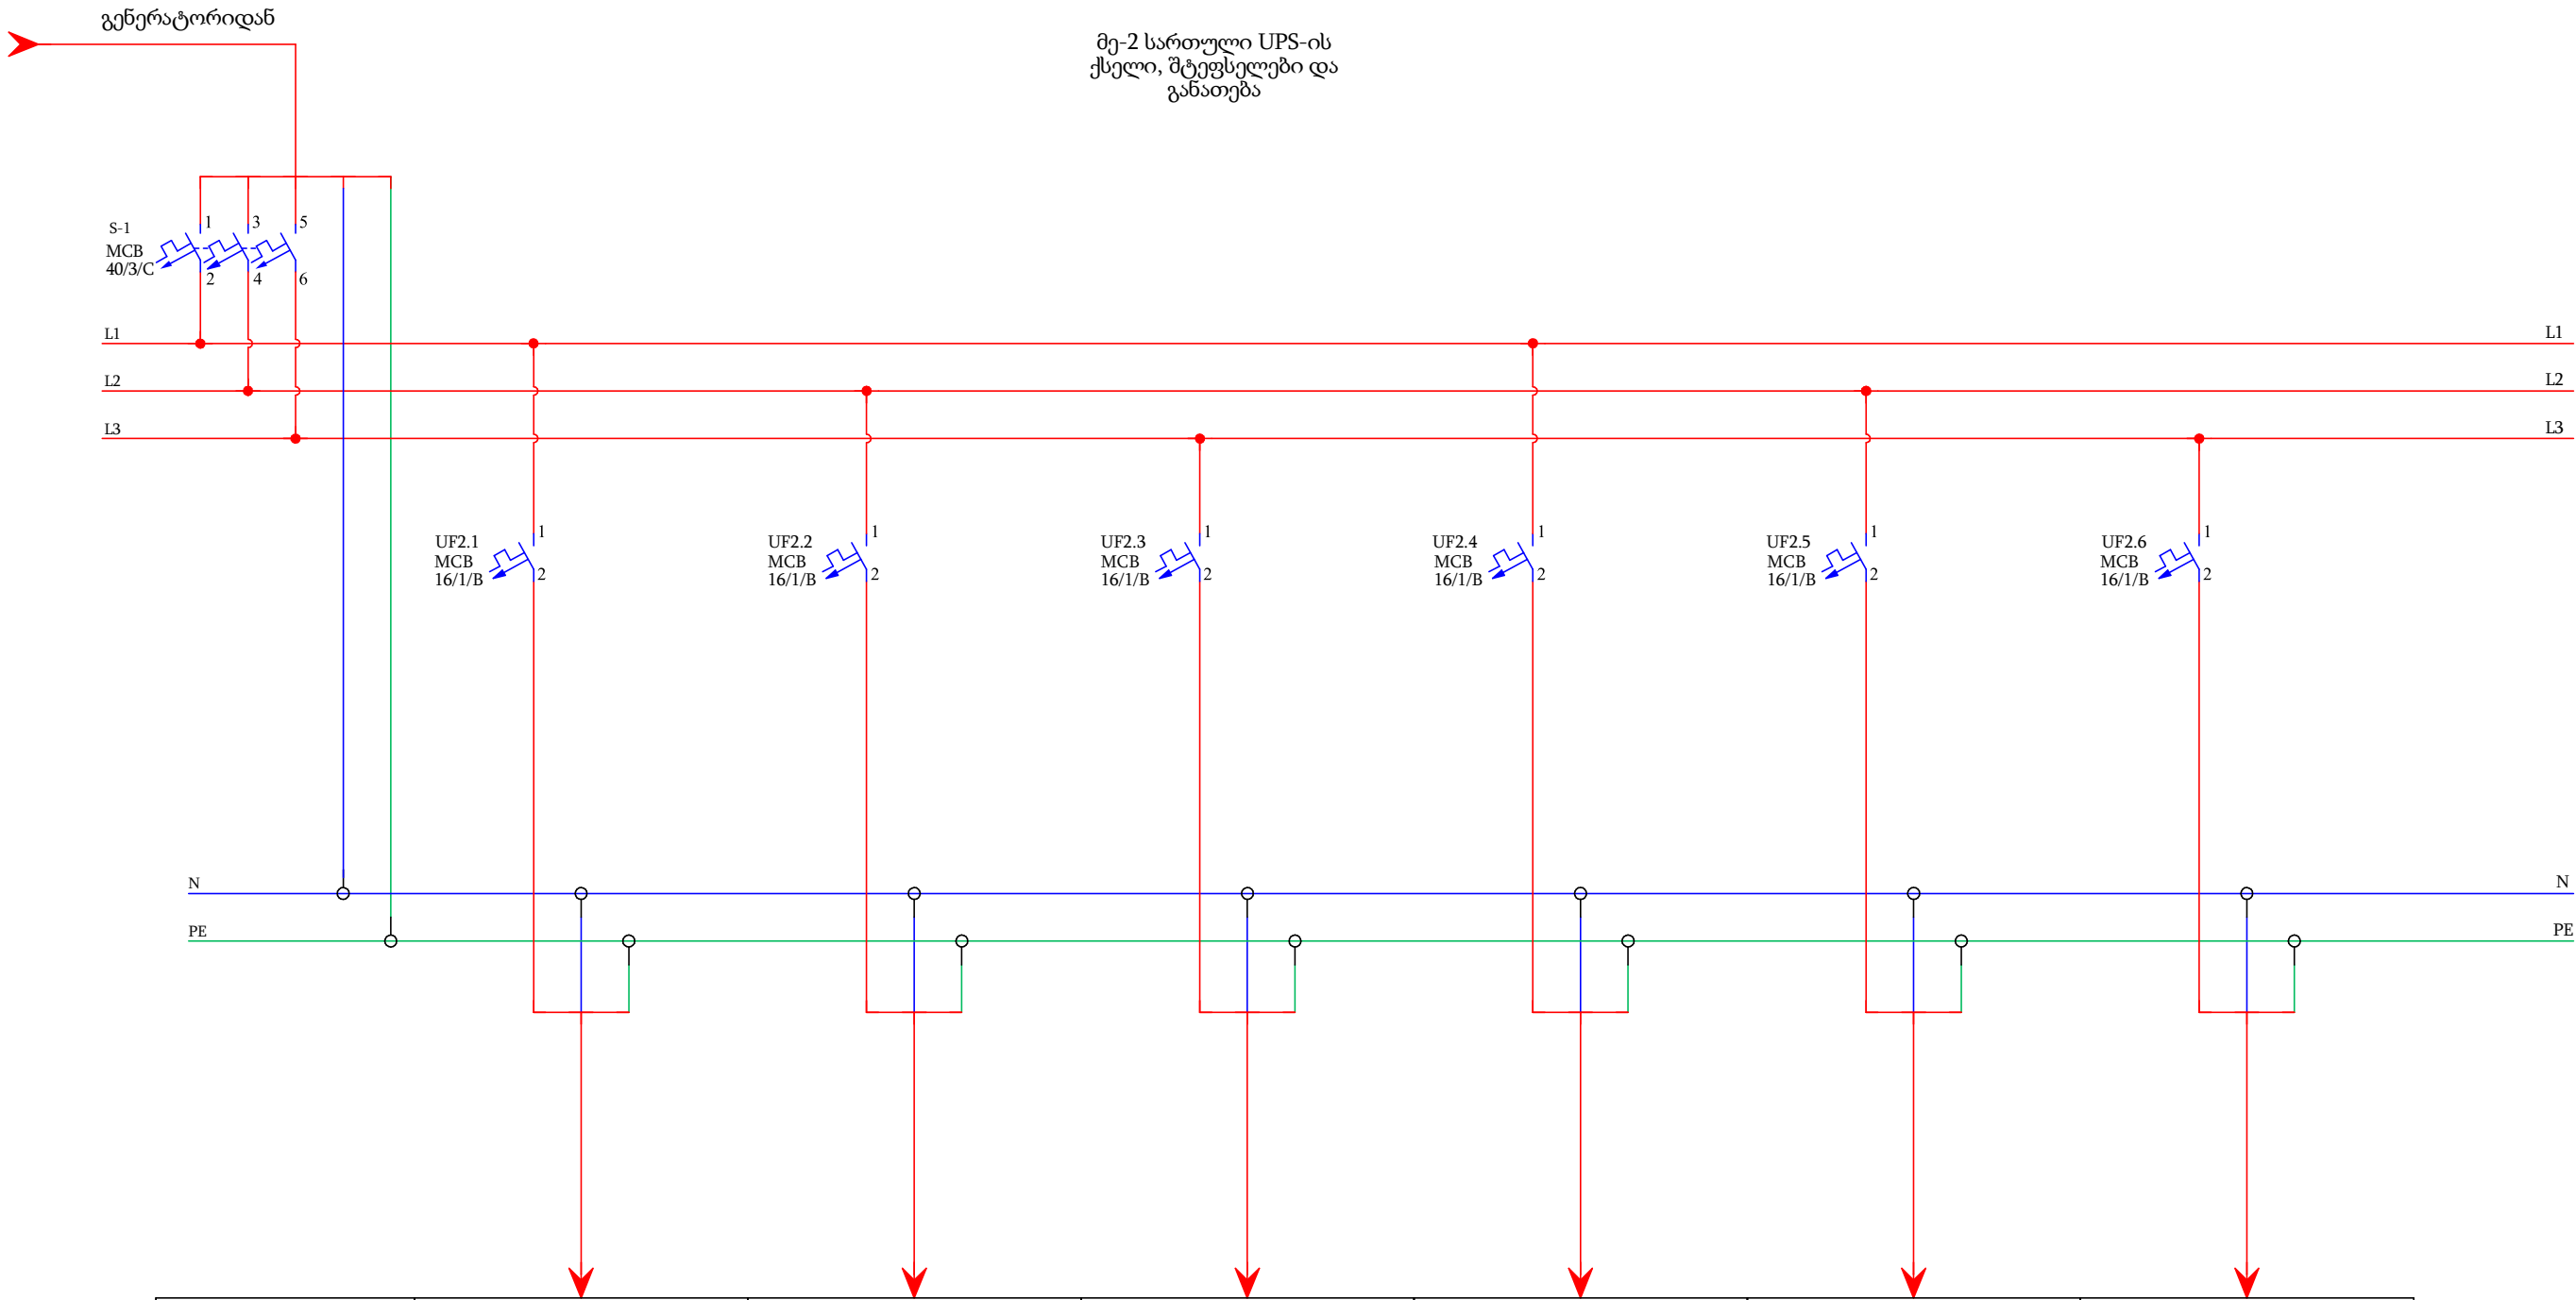 გენერატორიდან
მე-2 სართული UPS-ის
ქსელი, შტეფსელები და
განათება
1
3
5
S-1
MCB
40/3/C
2
4
6
L1
L1
L2
L2
L3
L3
UF2.1
MCB
16/1/B
1
2
UF2.2
MCB
16/1/B
1
2
UF2.3
MCB
16/1/B
1
2
UF2.4
MCB
16/1/B
1
2
UF2.5
MCB
16/1/B
1
2
UF2.6
MCB
16/1/B
1
2
N
N
PE
PE